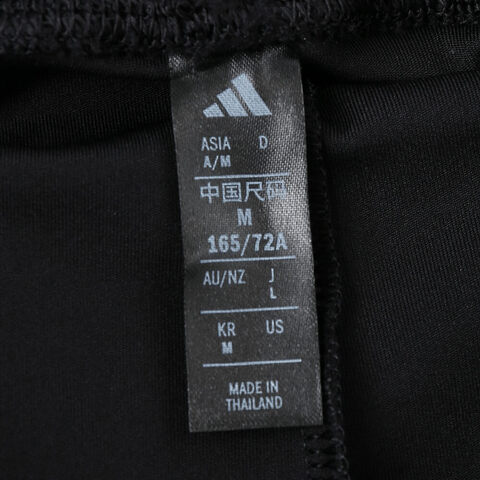 ASIA D
A/M
中国尺码
M
165/72A
AU/NZ J
L
KR US
M
MADE IN
THAILAND